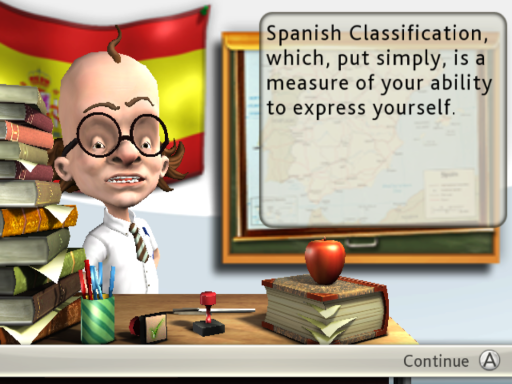 Spanish Classification,
which, put simply, is a
measure of your ability
to express yourself.
Continue A